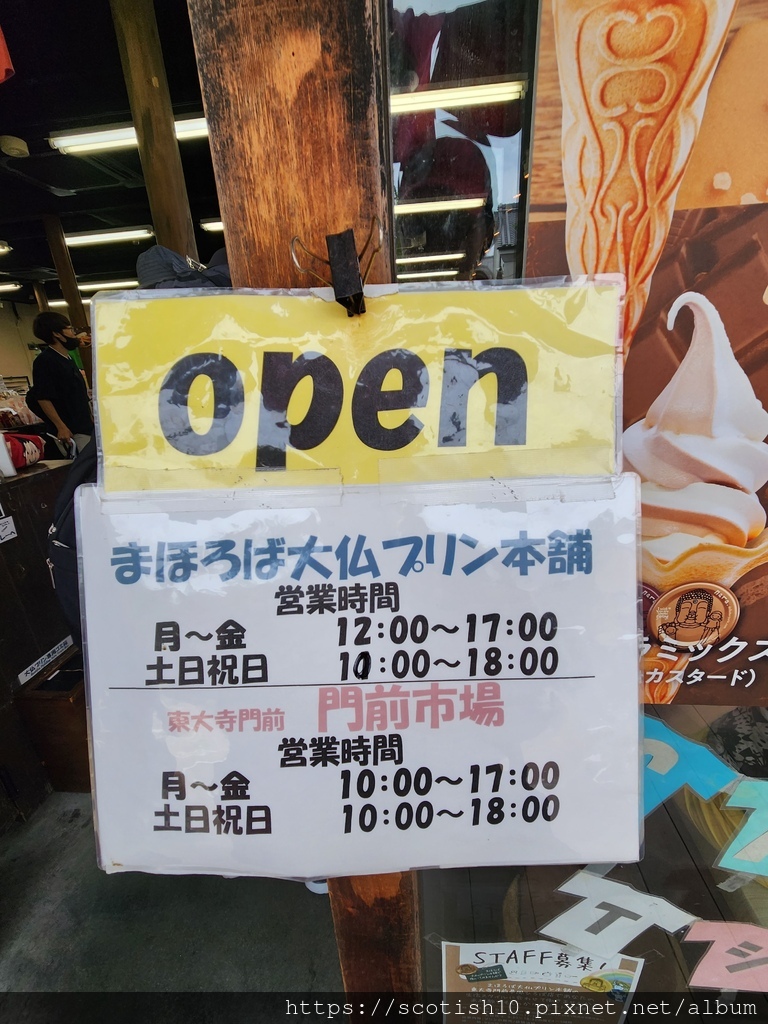 open
まほろば大仏プリン本舗
営業時間
月～金 12:00～17:00
土日祝日 10:00～18:00
東大寺門前 門前市場
営業時間
月～金 10:00～17:00
土日祝日 10:00～18:00
ミックス
カスタード)
イ
STAFF募集!
https://scotish10.pixnet.net/album